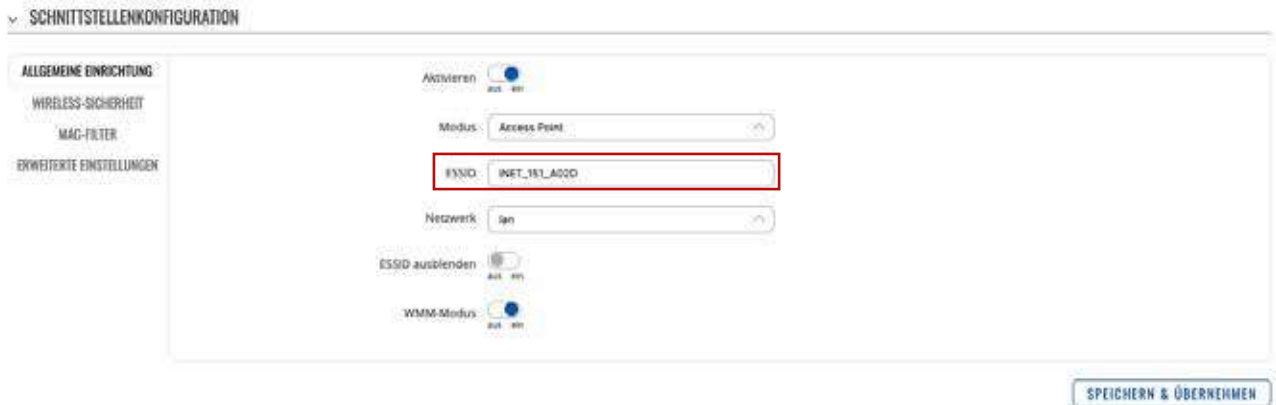 SCHNITTSTELLENKONFIGURATION
ALLGEMEINE EINRICHTUNG
WIRELESS-SICHERHEIT
MAC-FILTER
ERWEITERTE EINSTELLUNGEN
Aktivieren
aus ein
Modus Access Point
ESSID INET_151_A02D
Netzwerk lan
ESSID ausblenden
aus ein
WMM-Modus
aus ein
SPEICHERN & ÜBERNEHMEN